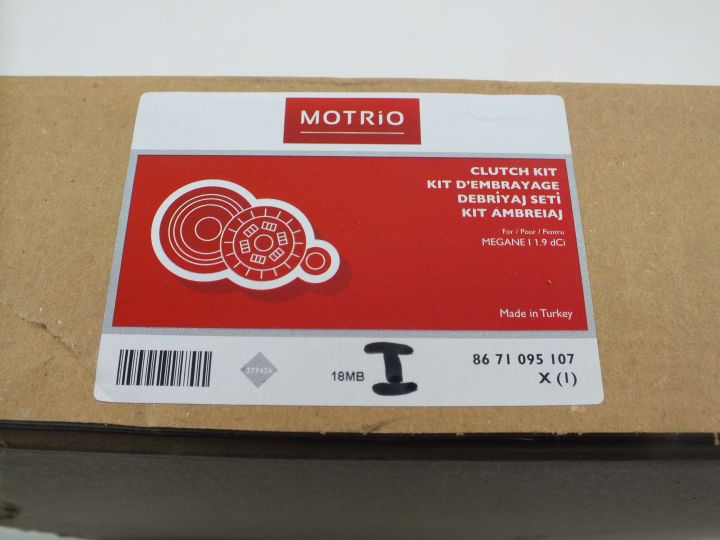 MOTRiO
CLUTCH KIT
KIT D'EMBRAYAGE
DEBRİYAJ SETİ
KIT AMBREIAJ
For / Pour / Pentru
MEGANE I 1.9 dCi
Made in Turkey
277426
18MB
I
86 71 095 107
X (1)